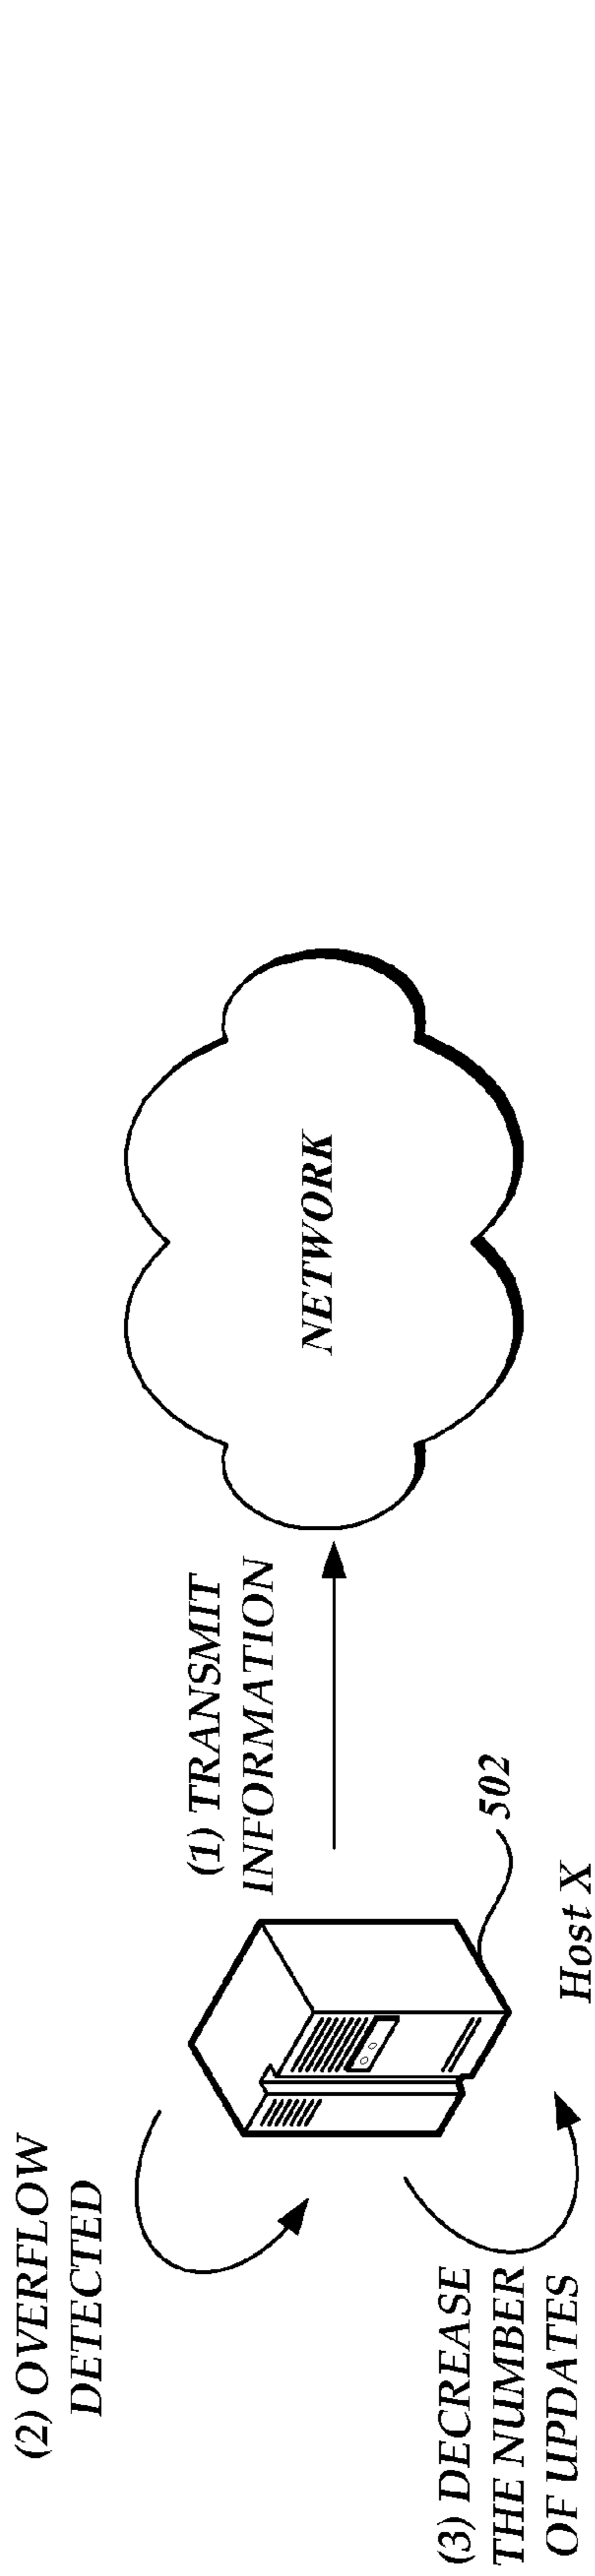 (2) OVERFLOW
DETECTED
(1) TRANSMIT
INFORMATION
NETWORK
502
(3) DECREASE
THE NUMBER
OF UPDATES
Host X